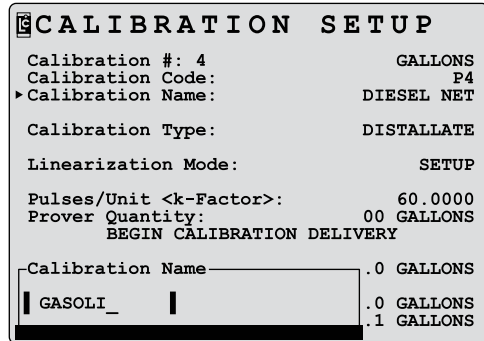 C CALIBRATION SETUP
Calibration #: 4 GALLONS
Calibration Code: P4
▸Calibration Name: DIESEL NET
Calibration Type: DISTALLATE
Linearization Mode: SETUP
Pulses/Unit <k-Factor>: 60.0000
Prover Quantity: 00 GALLONS
BEGIN CALIBRATION DELIVERY
Calibration Name .0 GALLONS
GASOLI_ .0 GALLONS
.1 GALLONS